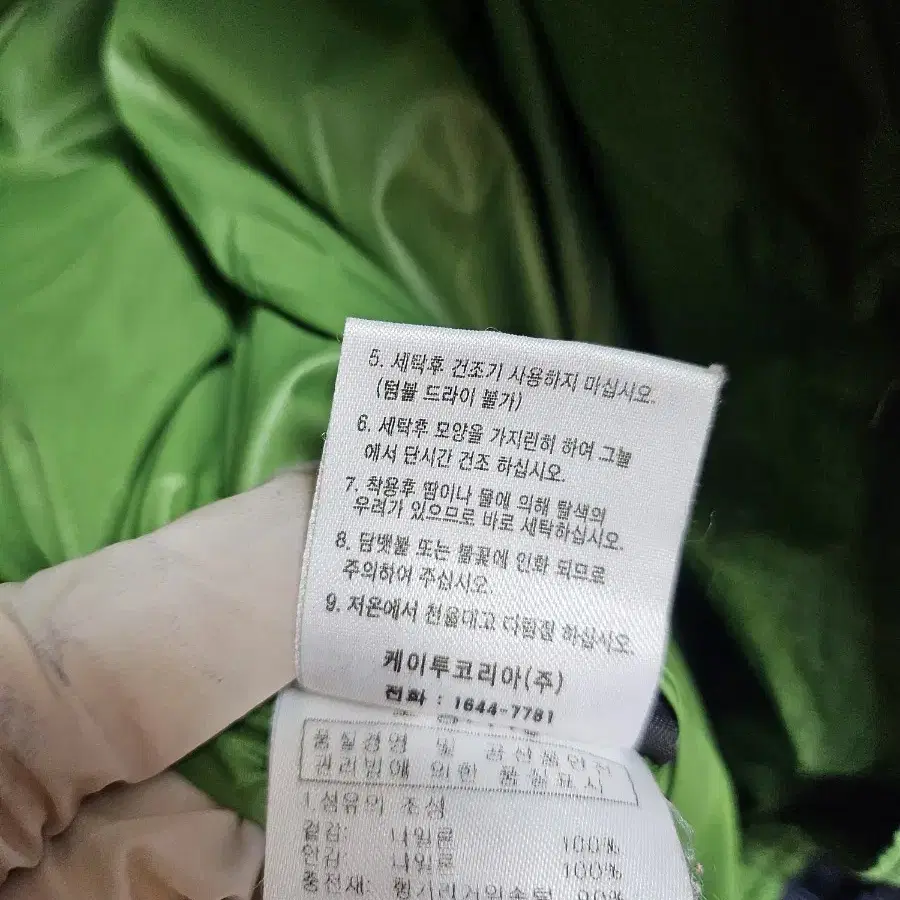 5. 세탁후 건조기 사용하지 마십시오.
(텀블 드라이 불가)
6. 세탁후 모양을 가지런히 하여 그늘
에서 단시간 건조 하십시오.
7. 착용후 땀이나 물에 의해 탈색의
우려가 있으므로 바로 세탁하십시오.
8. 담뱃불 또는 불꽃에 인화 되므로
주의하여 주십시오.
9. 저온에서 천을대고 다림질 하십시오.
케이투코리아(주)
전화 : 1644-7781
품질경영 및 공산품안전
관리법에 의한 품질표시
1.섬유의 조성
겉감: 나일론 100%
안감: 나일론 100%
충전재: 90%